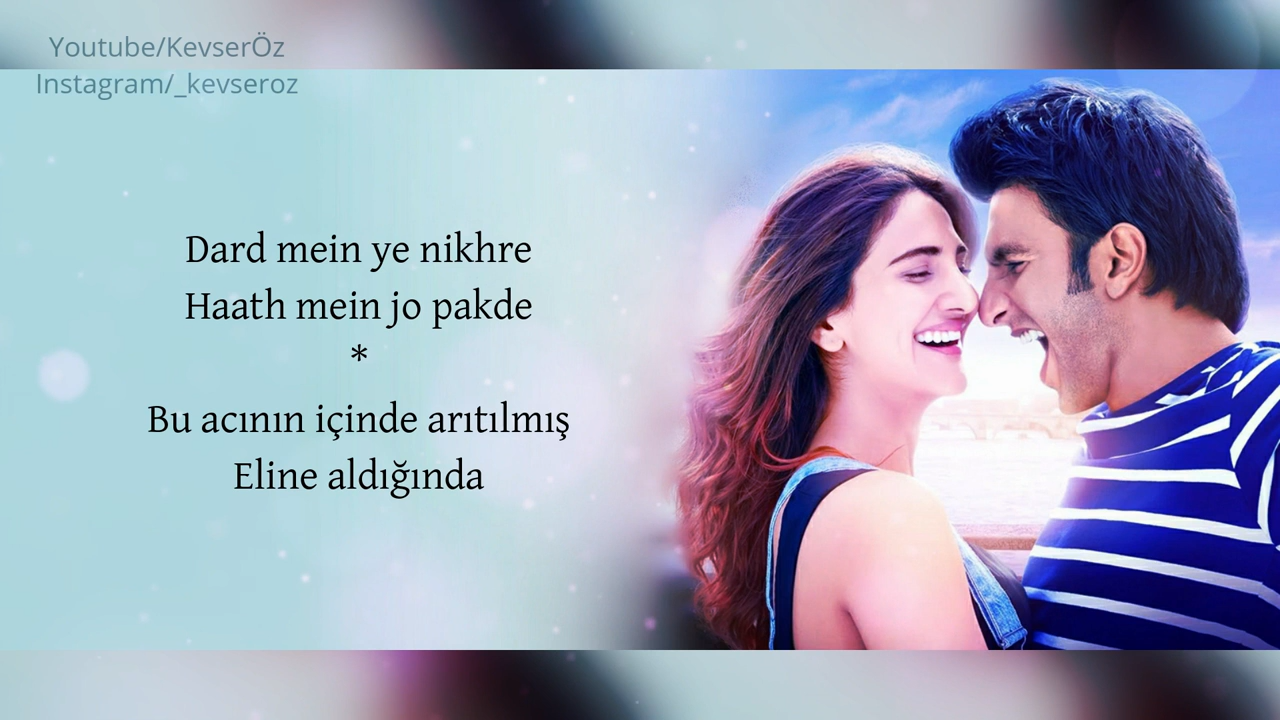 Youtube/KevserÖz
Instagram/_kevseroz
Dard mein ye nikhre
Haath mein jo pakde
*
Bu acının içinde arıtılmış
Eline aldığında